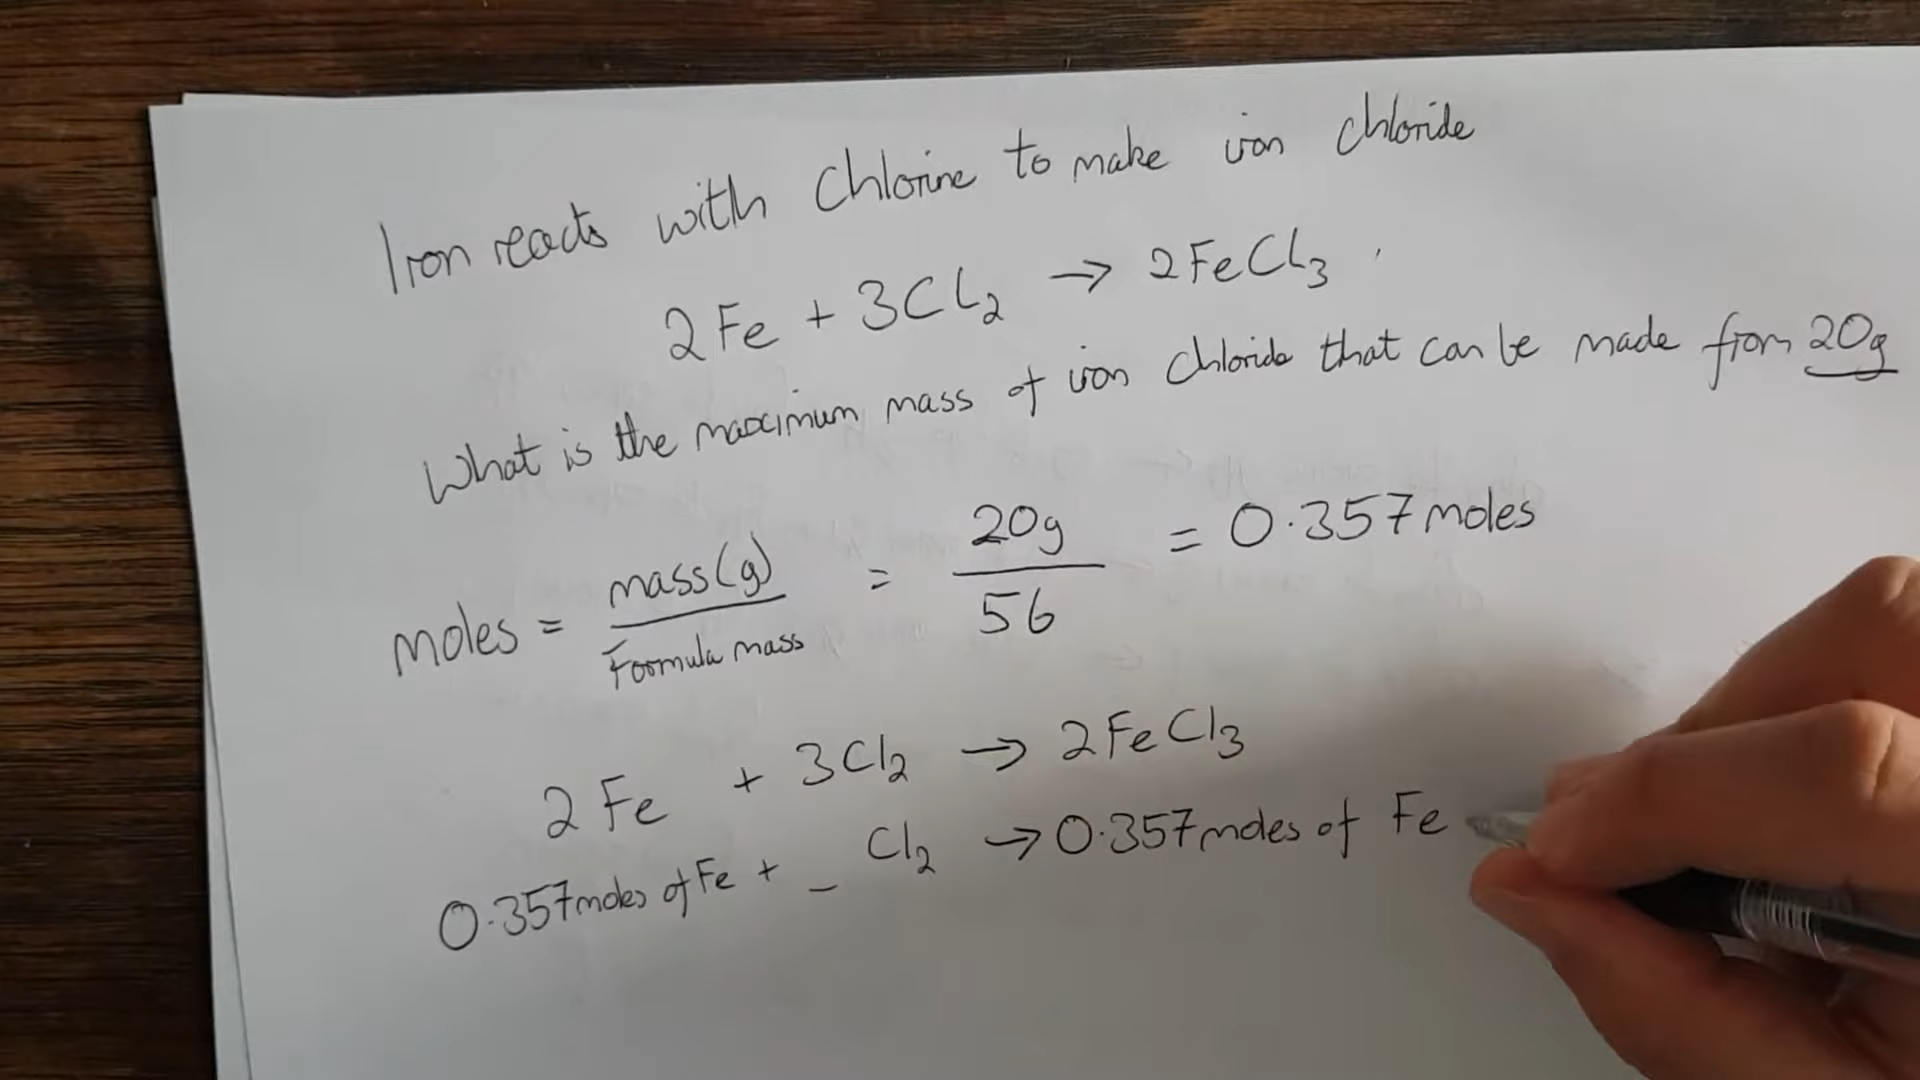 Iron reacts with Chlorine to make iron chloride
2Fe + 3Cl₂ → 2FeCl₃
What is the maximum mass of iron chloride that can be made from 20g
moles = mass(g) / Formula mass = 20g / 56 = 0.357 moles
2Fe + 3Cl₂ → 2FeCl₃
0.357 moles of Fe + _ Cl₂ → 0.357 moles of Fe